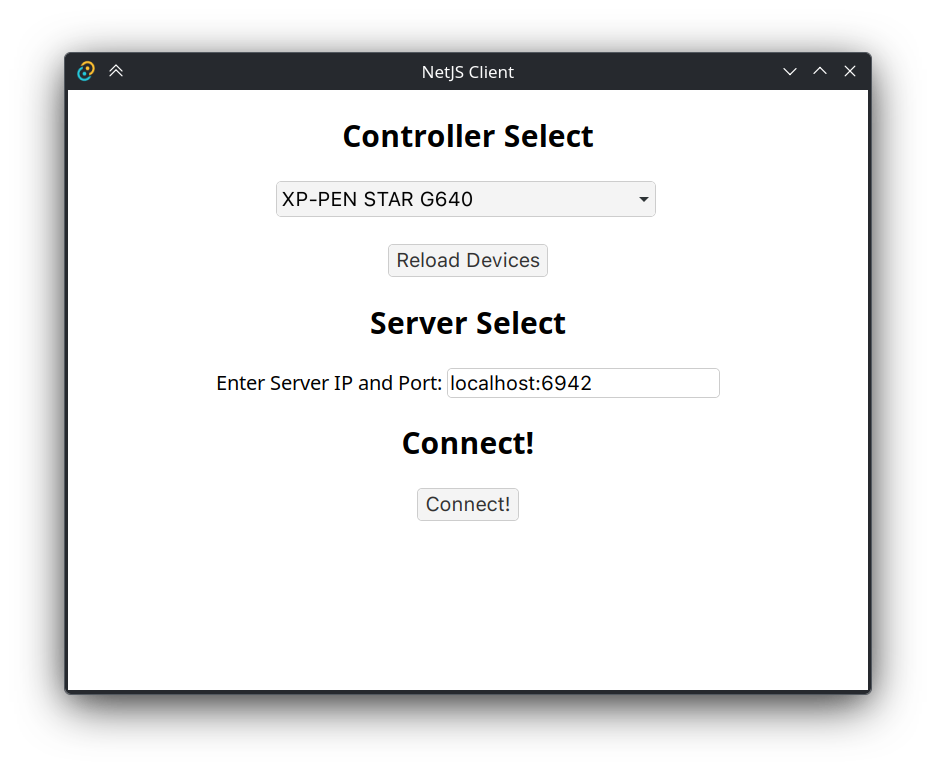 NetJS Client
Controller Select
XP-PEN STAR G640
Reload Devices
Server Select
Enter Server IP and Port: localhost:6942
Connect!
Connect!